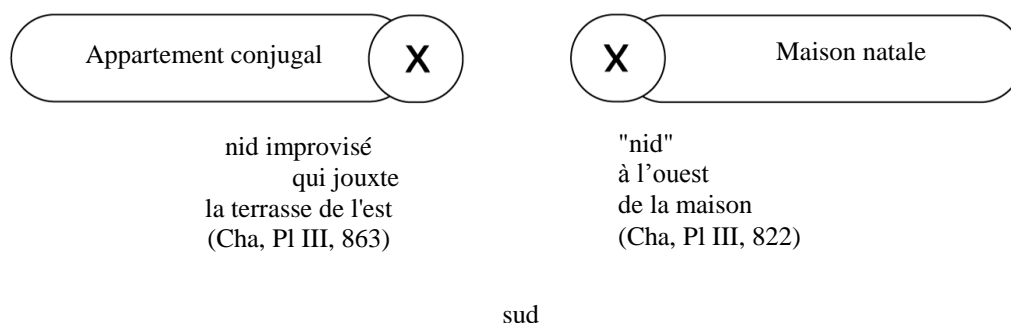 Appartement conjugal
X
X
Maison natale
nid improvisé
qui jouxte
la terrasse de l'est
(Cha, Pl III, 863)
"nid"
à l’ouest
de la maison
(Cha, Pl III, 822)
sud